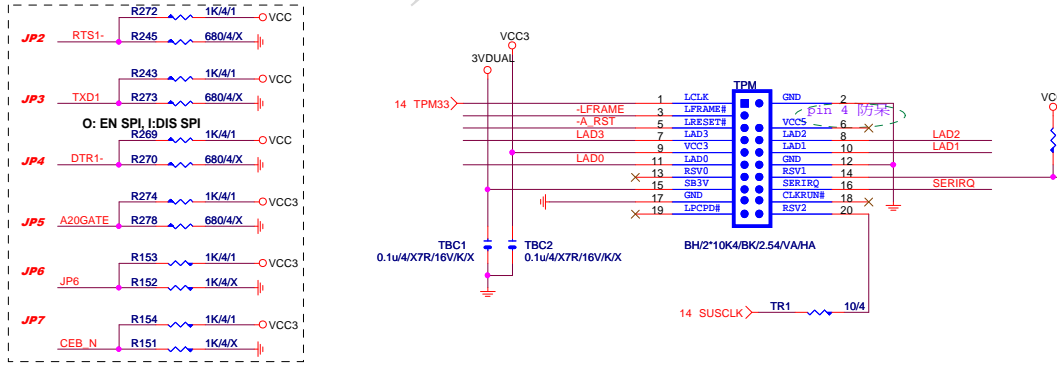 JP2 RTS1- R272 1K/4/1 VCC
R245 680/4/X
JP3 TXD1 R243 1K/4/1 VCC
R273 680/4/X
O: EN SPI, I:DIS SPI
JP4 DTR1- R269 1K/4/1 VCC
R270 680/4/X
JP5 A20GATE R274 1K/4/1 VCC3
R278 680/4/X
JP6 R153 1K/4/1 VCC3
JP6 R152 1K/4/X
JP7 R154 1K/4/1 VCC3
CEB_N R151 1K/4/X
VCC3
3VDUAL
TPM
14 TPM33 1 LCLK GND 2
-LFRAME 3 LFRAME# pin 4 防呆
-A_RST 5 LRESET# VCC5 6
LAD3 7 LAD3 LAD2 8 LAD2
9 VCC3 LAD1 10 LAD1
LAD0 11 LAD0 GND 12
13 RSV0 RSV1 14
15 SB3V SERIRQ 16 SERIRQ
17 GND CLKRUN# 18
19 LPCPD# RSV2 20
BH/2*10K4/BK/2.54/VA/HA
TBC1
0.1u/4/X7R/16V/K/X
TBC2
0.1u/4/X7R/16V/K/X
14 SUSCLK TR1 10/4